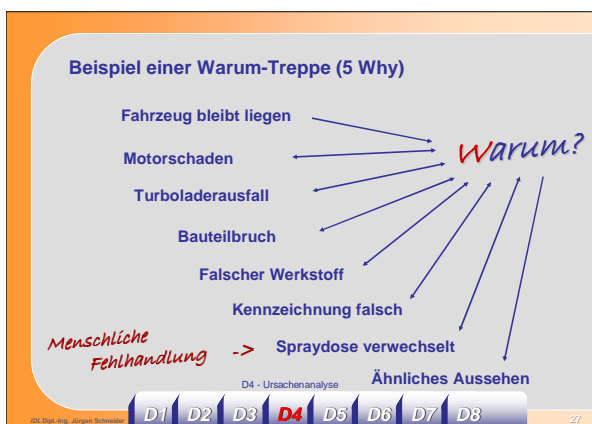 Beispiel einer Warum-Treppe (5 Why)
Fahrzeug bleibt liegen
Warum?
Motorschaden
Turboladerausfall
Bauteilbruch
Falscher Werkstoff
Kennzeichnung falsch
Menschliche
Fehlhandlung -> Spraydose verwechselt
Ähnliches Aussehen
D4 - Ursachenanalyse
IDL Dipl.-Ing. Jürgen Schneider D1 D2 D3 D4 D5 D6 D7 D8 27